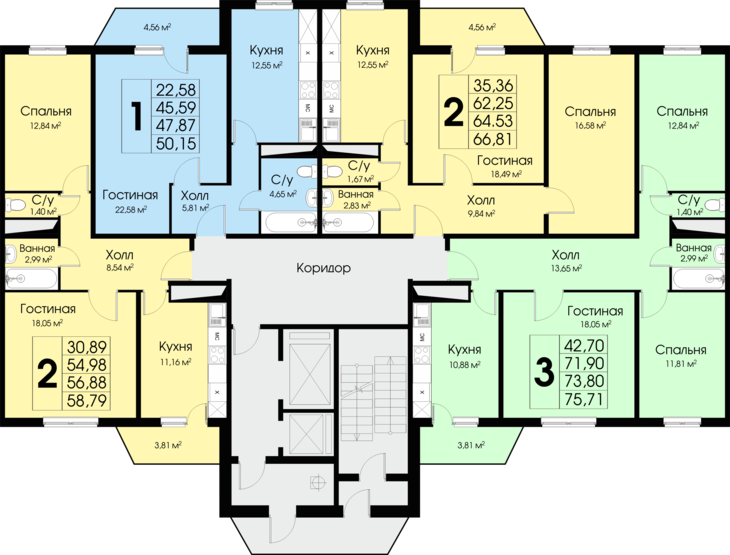 4,56 м²
4,56 м²
Кухня
12,55 м²
Кухня
12,55 м²
Спальня
12,84 м²
1
22,58
45,59
47,87
50,15
Гостиная
22,58 м²
Холл
5,81 м²
С/у
4,65 м²
С/у
1,67 м²
Ванная
2,83 м²
2
35,36
62,25
64.53
66,81
Гостиная
18,49 м²
Холл
9,84 м²
Спальня
16,58 м²
Спальня
12,84 м²
МС
X
X
МС
С/у
1,40 м²
С/у
1,40 м²
Ванная
2,99 м²
Холл
8,54 м²
Коридор
Холл
13,65 м²
Ванная
2,99 м²
Гостиная
18,05 м²
2
30,89
54,98
56,88
58,79
Кухня
11,16 м²
МС
X
МС
X
Кухня
10,88 м²
Гостиная
18,05 м²
3
42,70
71,90
73,80
75,71
Спальня
11,81 м²
3,81 м²
3,81 м²